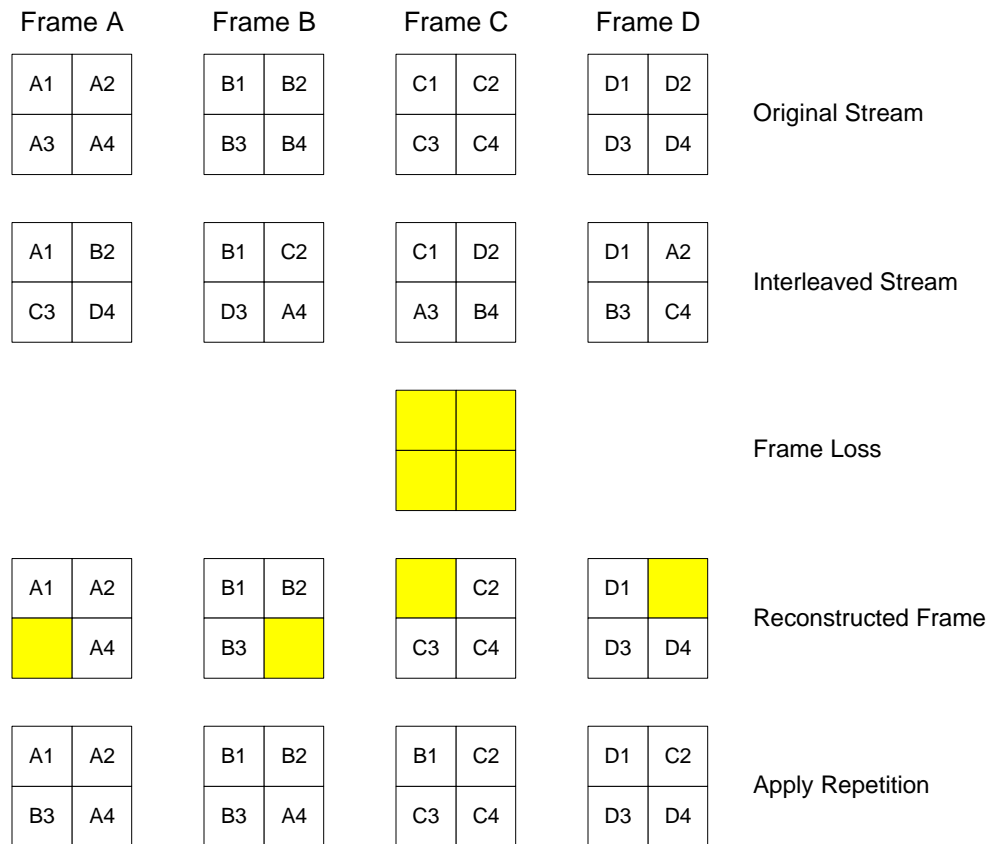 Frame A Frame B Frame C Frame D
A1 A2 B1 B2 C1 C2 D1 D2
Original Stream
A3 A4 B3 B4 C3 C4 D3 D4
A1 B2 B1 C2 C1 D2 D1 A2
Interleaved Stream
C3 D4 D3 A4 A3 B4 B3 C4
Frame Loss
A1 A2 B1 B2 C2 D1
Reconstructed Frame
A4 B3 C3 C4 D3 D4
A1 A2 B1 B2 B1 C2 D1 C2
Apply Repetition
B3 A4 B3 A4 C3 C4 D3 D4